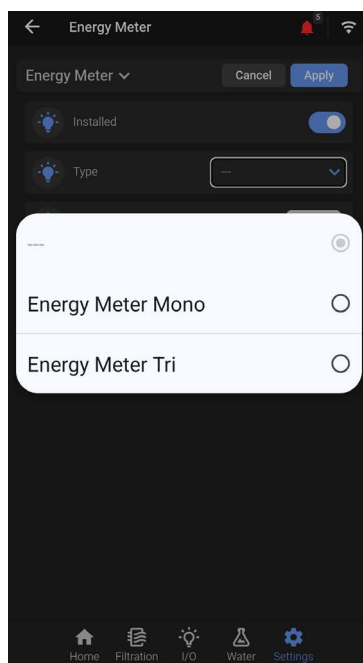 Energy Meter
5
Energy Meter
Cancel
Apply
Installed
Type
---
---
Energy Meter Mono
Energy Meter Tri
Home
Filtration
I/O
Water
Settings